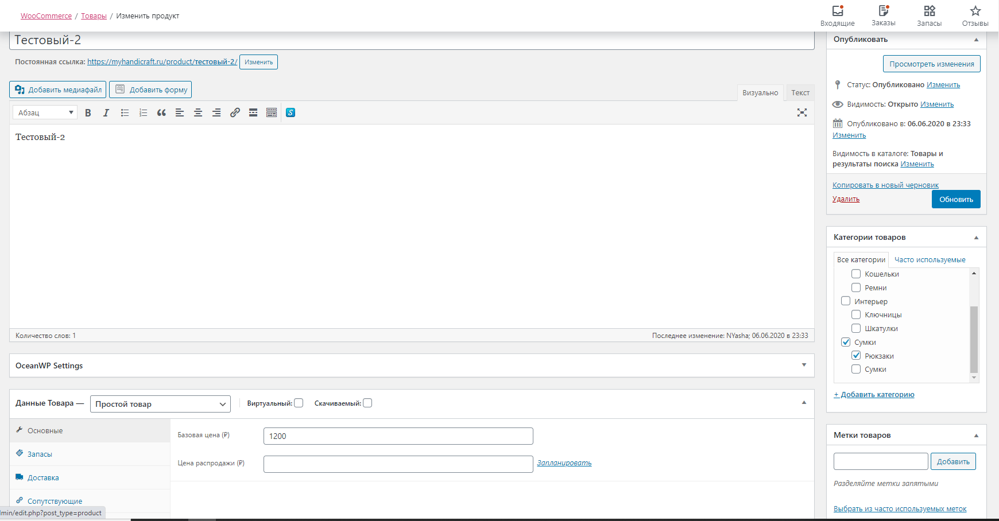 WooCommerce / Товары / Изменить продукт
Входящие
Заказы
Запасы
Отзывы
Тестовый-2
Постоянная ссылка: https://myhandicraft.ru/product/тестовый-2/ Изменить
Добавить медиафайл
Добавить форму
Визуально
Текст
Абзац
B I
S
Тестовый-2
Количество слов: 1
Последнее изменение: NYasha; 06.06.2020 в 23:33
OceanWP Settings
Данные Товара —
Простой товар
Виртуальный:
Скачиваемый:
Основные
Запасы
Доставка
Сопутствующие
Базовая цена (₽)
1200
Цена распродажи (₽)
Запланировать
lmin/edit.php?post_type=product
Опубликовать
Просмотреть изменения
Статус: Опубликовано Изменить
Видимость: Открыто Изменить
Опубликовано в: 06.06.2020 в 23:33
Изменить
Видимость в каталоге: Товары и
результаты поиска Изменить
Копировать в новый черновик
Удалить
Обновить
Категории товаров
Все категории
Часто используемые
Кошельки
Ремни
Интерьер
Ключницы
Шкатулки
Сумки
Рюкзаки
Сумки
+ Добавить категорию
Метки товаров
Добавить
Разделяйте метки запятыми
Выбрать из часто используемых меток